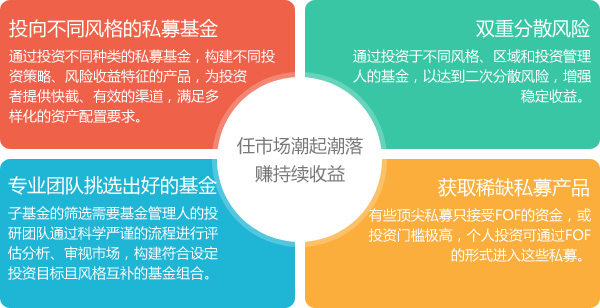 投向不同风格的私募基金
通过投资不同种类的私募基金，构建不同投
资策略、风险收益特征的产品，为投资
者提供快截、有效的渠道，满足多
样化的资产配置要求。
双重分散风险
通过投资于不同风格、区域和投资管理
人的基金，以达到二次分散风险，增强
稳定收益。
任市场潮起潮落
赚持续收益
专业团队挑选出好的基金
子基金的筛选需要基金管理人的投
研团队通过科学严谨的流程进行评
估分析、审视市场，构建符合设定
投资目标且风格互补的基金组合。
获取稀缺私募产品
有些顶尖私募只接受FOF的资金，或
投资门槛极高，个人投资可通过FOF
的形式进入这些私募。